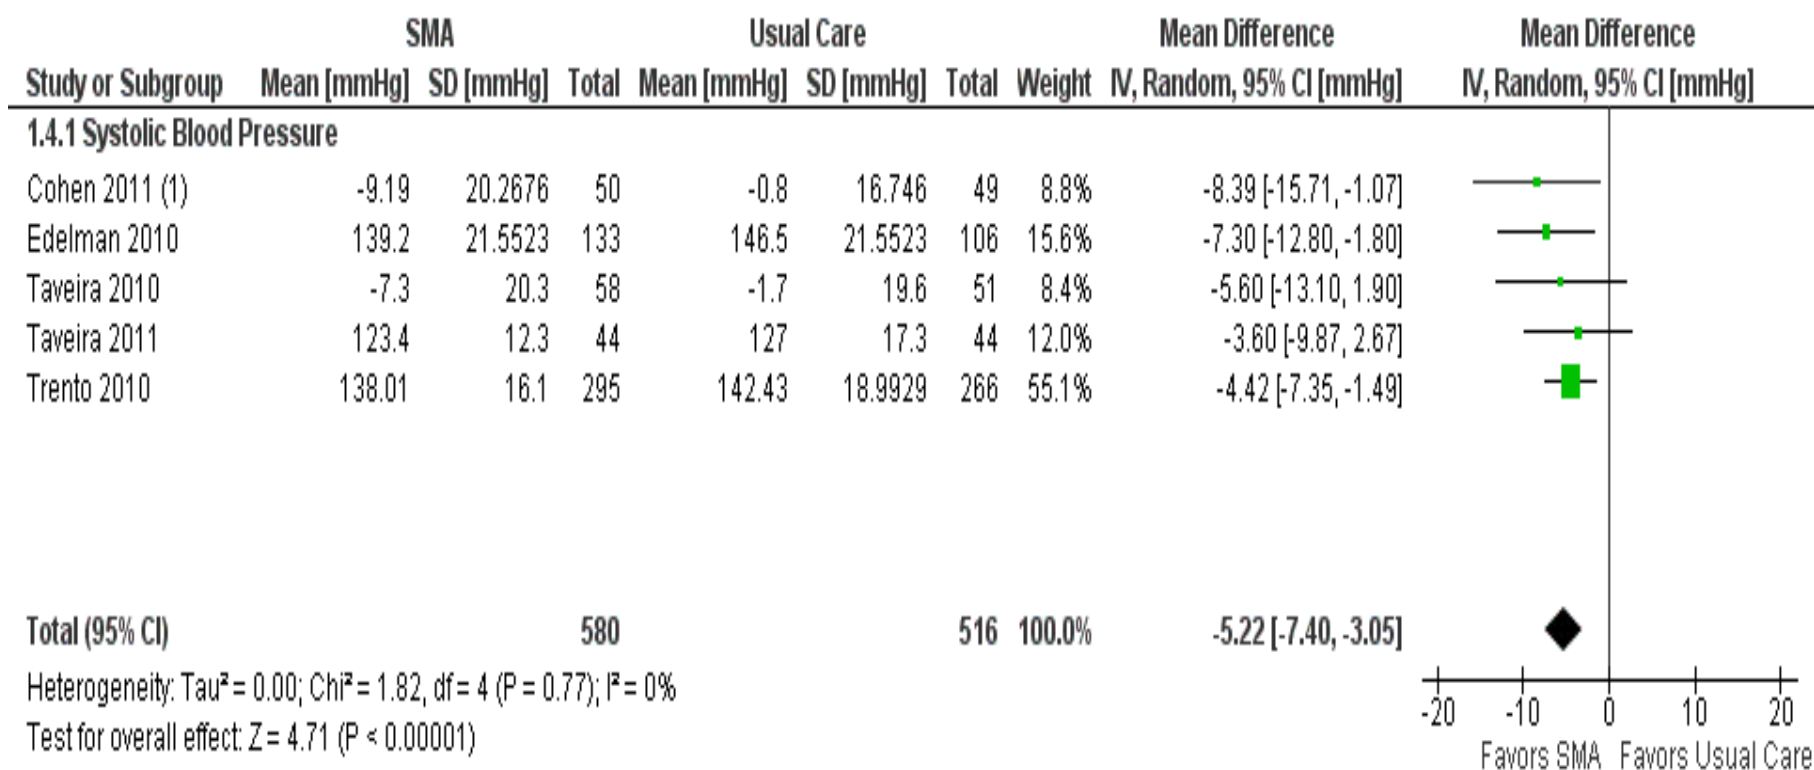 SMA Usual Care Mean Difference Mean Difference
Study or Subgroup Mean [mmHg] SD [mmHg] Total Mean [mmHg] SD [mmHg] Total Weight IV, Random, 95% CI [mmHg] IV, Random, 95% CI [mmHg]
1.4.1 Systolic Blood Pressure
Cohen 2011 (1) -9.19 20.2676 50 -0.8 16.746 49 8.8% -8.39 [-15.71, -1.07]
Edelman 2010 139.2 21.5523 133 146.5 21.5523 106 15.6% -7.30 [-12.80, -1.80]
Taveira 2010 -7.3 20.3 58 -1.7 19.6 51 8.4% -5.60 [-13.10, 1.90]
Taveira 2011 123.4 12.3 44 127 17.3 44 12.0% -3.60 [-9.87, 2.67]
Trento 2010 138.01 16.1 295 142.43 18.9929 266 55.1% -4.42 [-7.35, -1.49]
Total (95% CI) 580 516 100.0% -5.22 [-7.40, -3.05]
Heterogeneity: Tau² = 0.00; Chi² = 1.82, df = 4 (P = 0.77); I² = 0%
Test for overall effect: Z = 4.71 (P < 0.00001)
-20 -10 0 10 20
Favors SMA Favors Usual Care